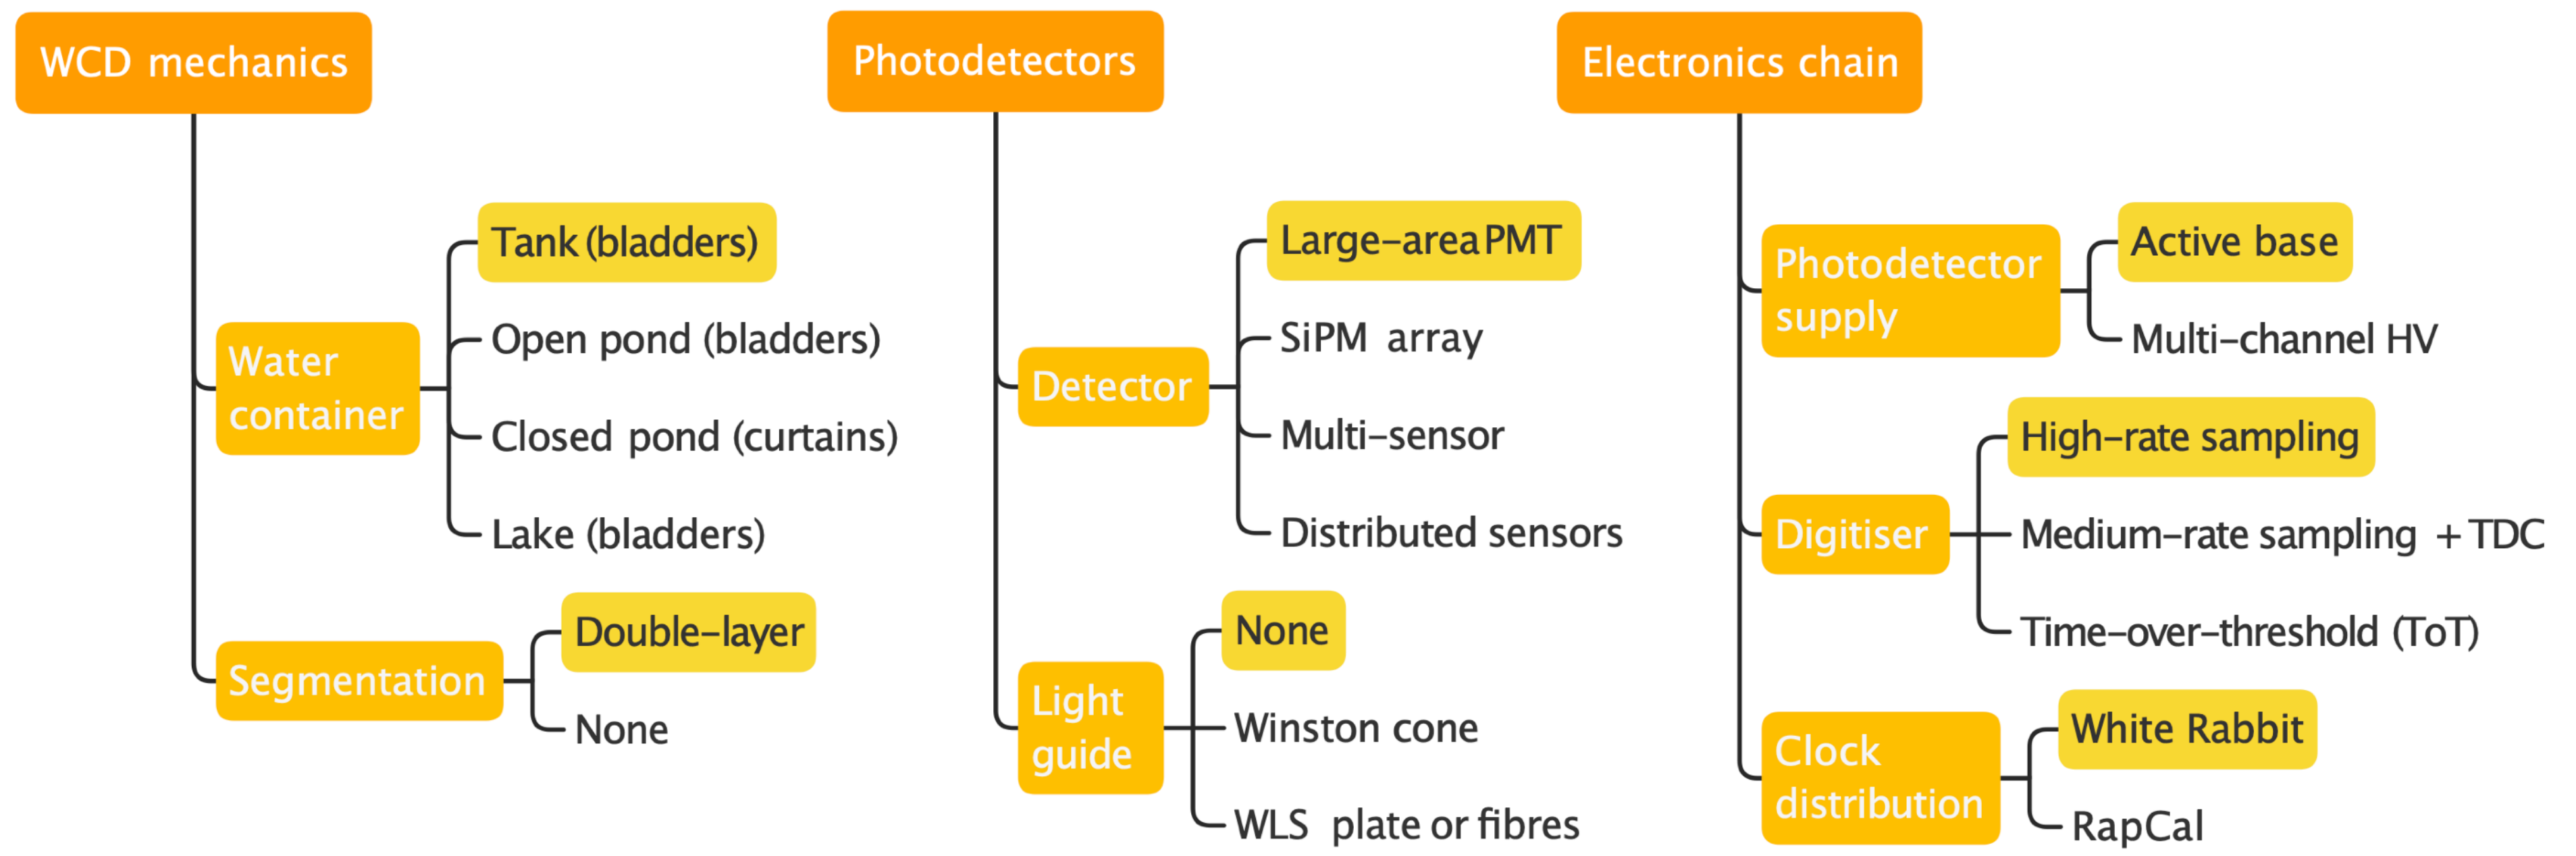 WCD mechanics
Water
container
Tank (bladders)
Open pond (bladders)
Closed pond (curtains)
Lake (bladders)
Segmentation
Double-layer
None
Photodetectors
Detector
Large-area PMT
SiPM array
Multi-sensor
Distributed sensors
Light
guide
None
Winston cone
WLS plate or fibres
Electronics chain
Photodetector
supply
Active base
Multi-channel HV
Digitiser
High-rate sampling
Medium-rate sampling + TDC
Time-over-threshold (ToT)
Clock
distribution
White Rabbit
RapCal